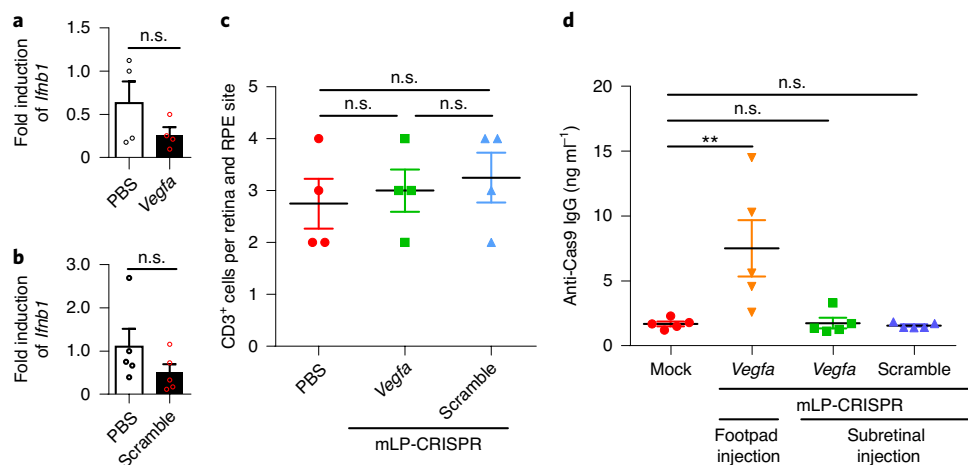 a
Fold induction
of Ifnb1
1.5
1.0
0.5
0
n.s.
PBS
Vegfa
b
Fold induction
of Ifnb1
3.0
2.0
1.0
0
n.s.
PBS
Scramble
c
CD3+ cells per retina and RPE site
5
4
3
2
1
0
n.s.
n.s.
n.s.
PBS
Vegfa
Scramble
mLP-CRISPR
d
Anti-Cas9 IgG (ng ml−1)
20
15
10
5
0
n.s.
n.s.
**
Mock
Vegfa
Vegfa
Scramble
mLP-CRISPR
Footpad
injection
Subretinal
injection